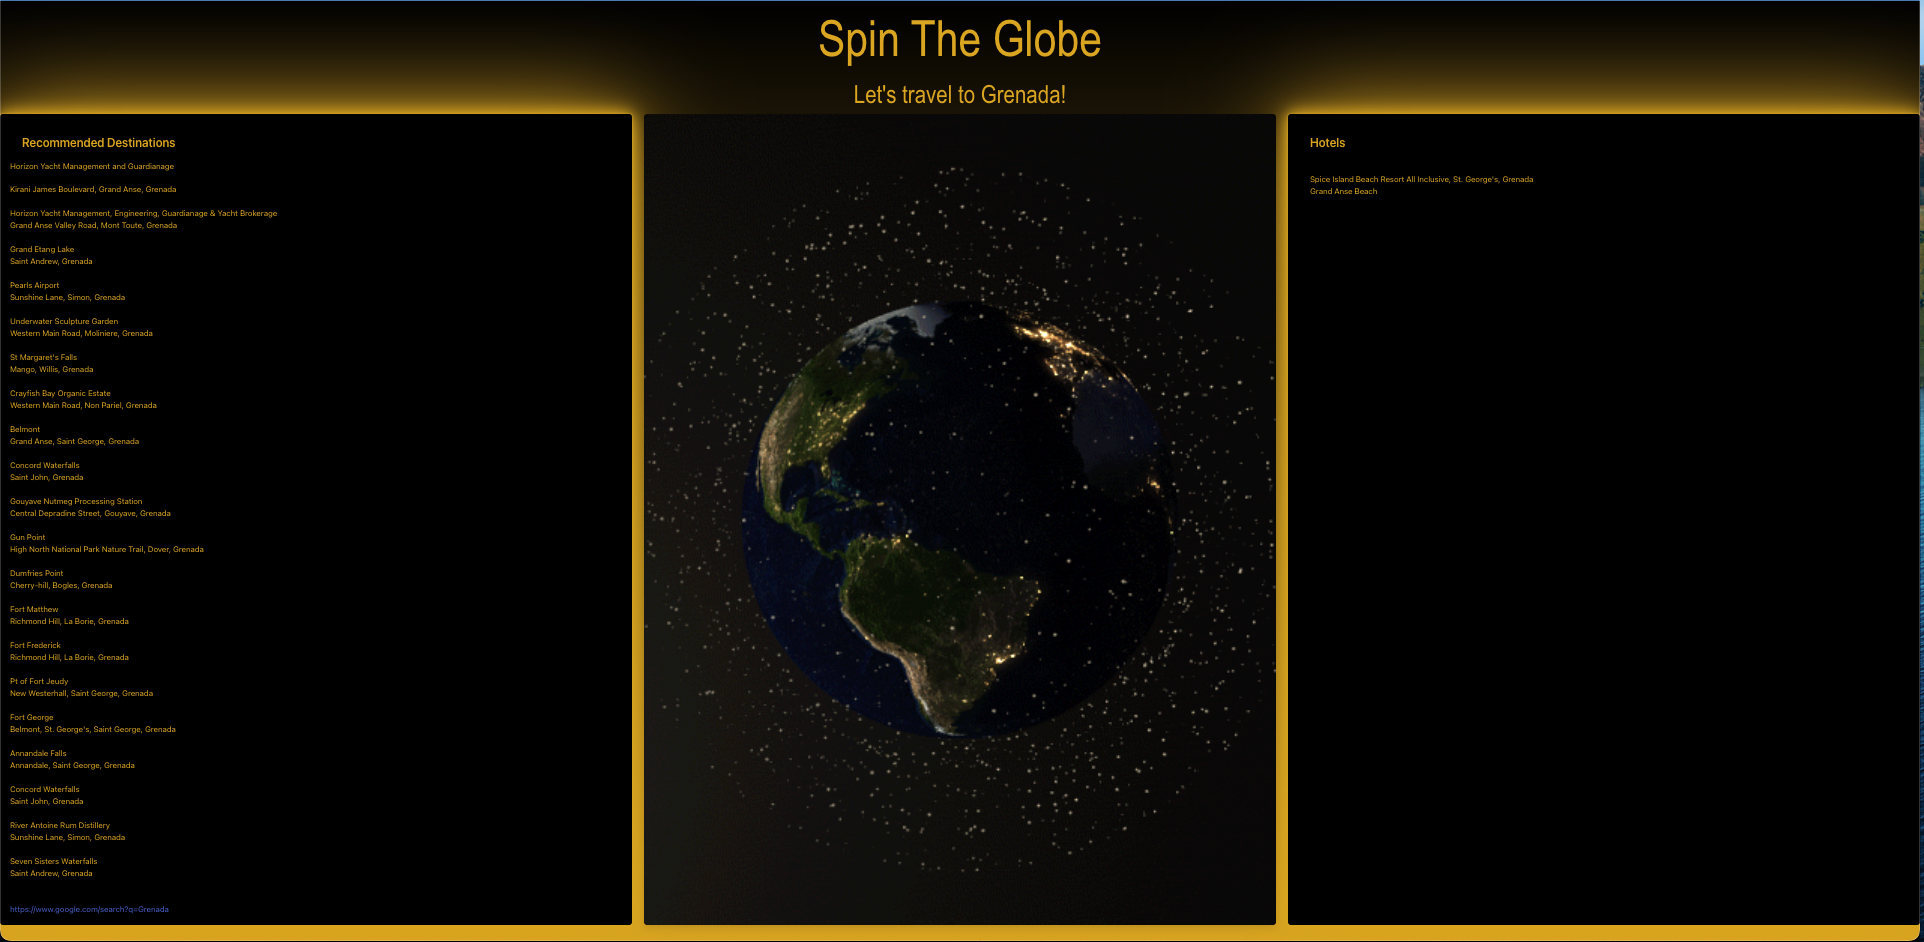 Spin The Globe
Let's travel to Grenada!
Recommended Destinations
Horizon Yacht Management and Guardianage
Kirani James Boulevard, Grand Anse, Grenada
Horizon Yacht Management, Engineering, Guardianage & Yacht Brokerage
Grand Anse Valley Road, Mont Toute, Grenada
Grand Etang Lake
Saint Andrew, Grenada
Pearls Airport
Sunshine Lane, Simon, Grenada
Underwater Sculpture Garden
Western Main Road, Moliniere, Grenada
St Margaret's Falls
Mango, Willis, Grenada
Crayfish Bay Organic Estate
Western Main Road, Non Pariel, Grenada
Belmont
Grand Anse, Saint George, Grenada
Concord Waterfalls
Saint John, Grenada
Gouyave Nutmeg Processing Station
Central Depradine Street, Gouyave, Grenada
Gun Point
High North National Park Nature Trail, Dover, Grenada
Dumfries Point
Cherry-hill, Bogles, Grenada
Fort Matthew
Richmond Hill, La Borie, Grenada
Fort Frederick
Richmond Hill, La Borie, Grenada
Pt of Fort Jeudy
New Westerhall, Saint George, Grenada
Fort George
Belmont, St. George's, Saint George, Grenada
Annandale Falls
Annandale, Saint George, Grenada
Concord Waterfalls
Saint John, Grenada
River Antoine Rum Distillery
Sunshine Lane, Simon, Grenada
Seven Sisters Waterfalls
Saint Andrew, Grenada
https://www.google.com/search?q=Grenada
Hotels
Spice Island Beach Resort All Inclusive, St. George's, Grenada
Grand Anse Beach